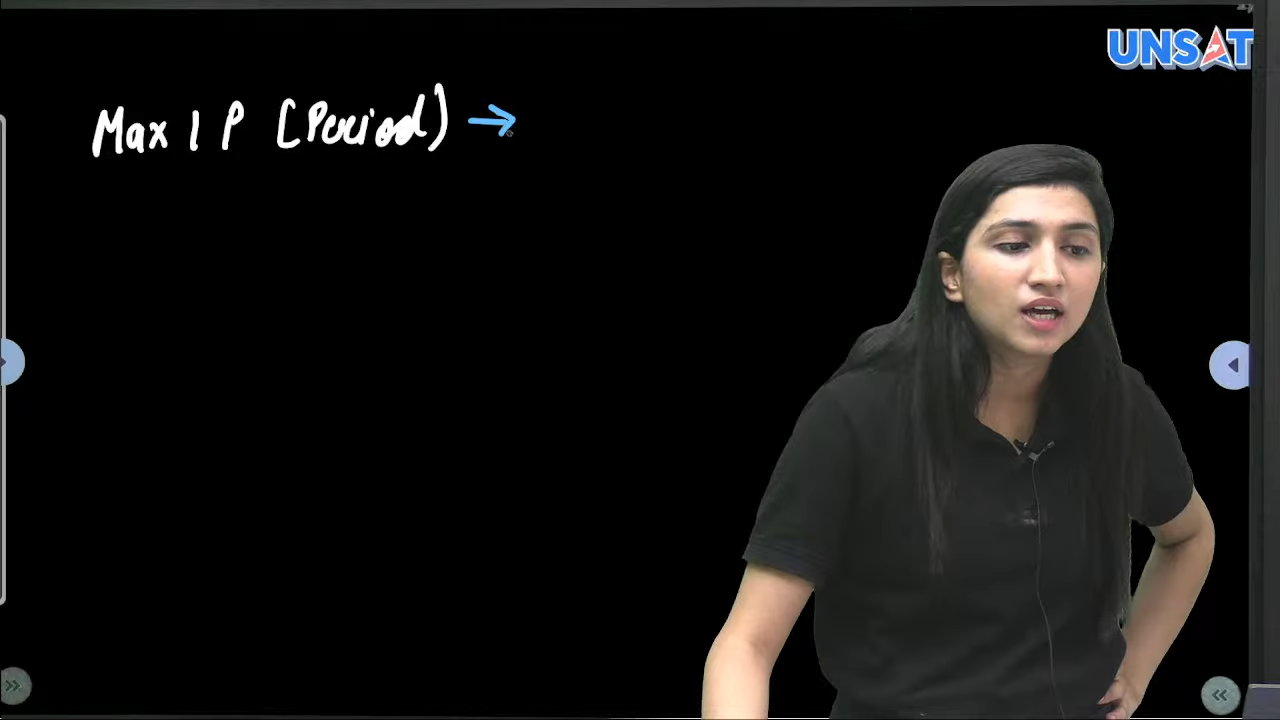 UNSAT
Max I P (Period) →